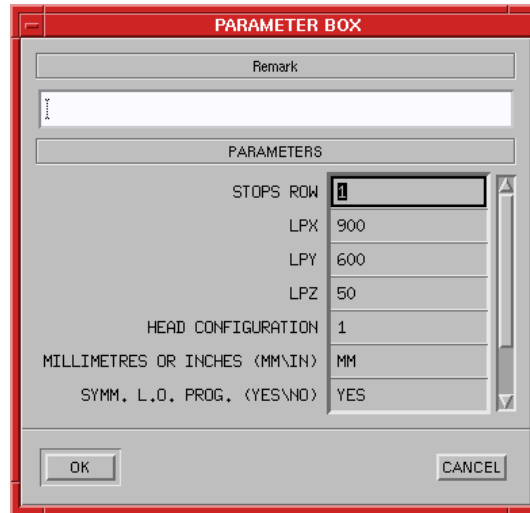 PARAMETER BOX
Remark
PARAMETERS
STOPS ROW 1
LPX 900
LPY 600
LPZ 50
HEAD CONFIGURATION 1
MILLIMETRES OR INCHES (MM\IN) MM
SYMM. L.O. PROG. (YES\NO) YES
OK CANCEL